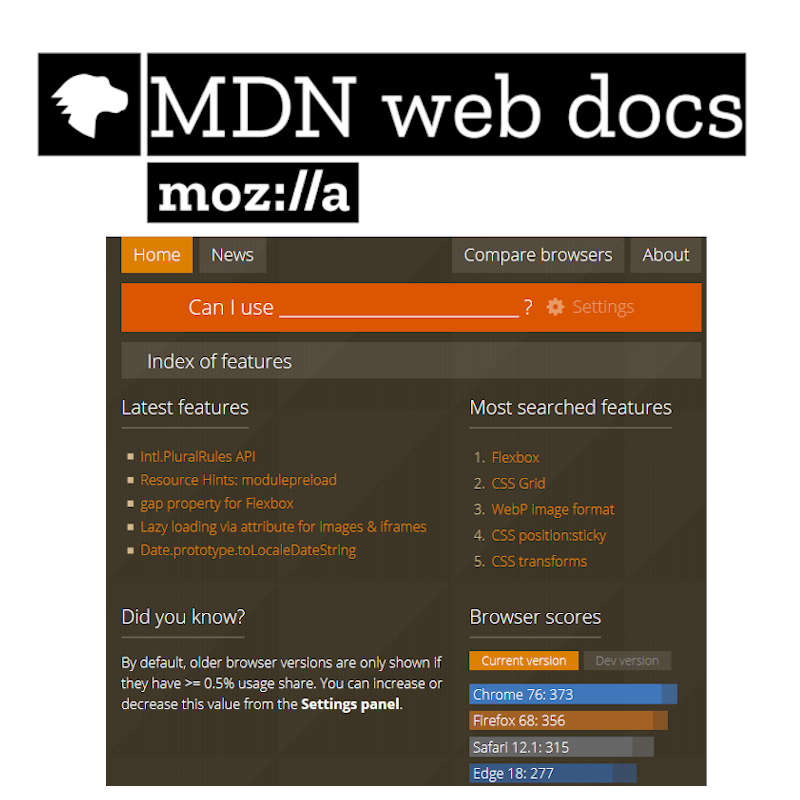 MDN web docs
moz://a
Home News Compare browsers About
Can I use ____________________ ? Settings
Index of features
Latest features
Intl.PluralRules API
Resource Hints: modulepreload
gap property for Flexbox
Lazy loading via attribute for images & iframes
Date.prototype.toLocaleDateString
Most searched features
1. Flexbox
2. CSS Grid
3. WebP image format
4. CSS position:sticky
5. CSS transforms
Did you know?
By default, older browser versions are only shown if
they have >= 0.5% usage share. You can increase or
decrease this value from the Settings panel.
Browser scores
Current version Dev version
Chrome 76: 373
Firefox 68: 356
Safari 12.1: 315
Edge 18: 277